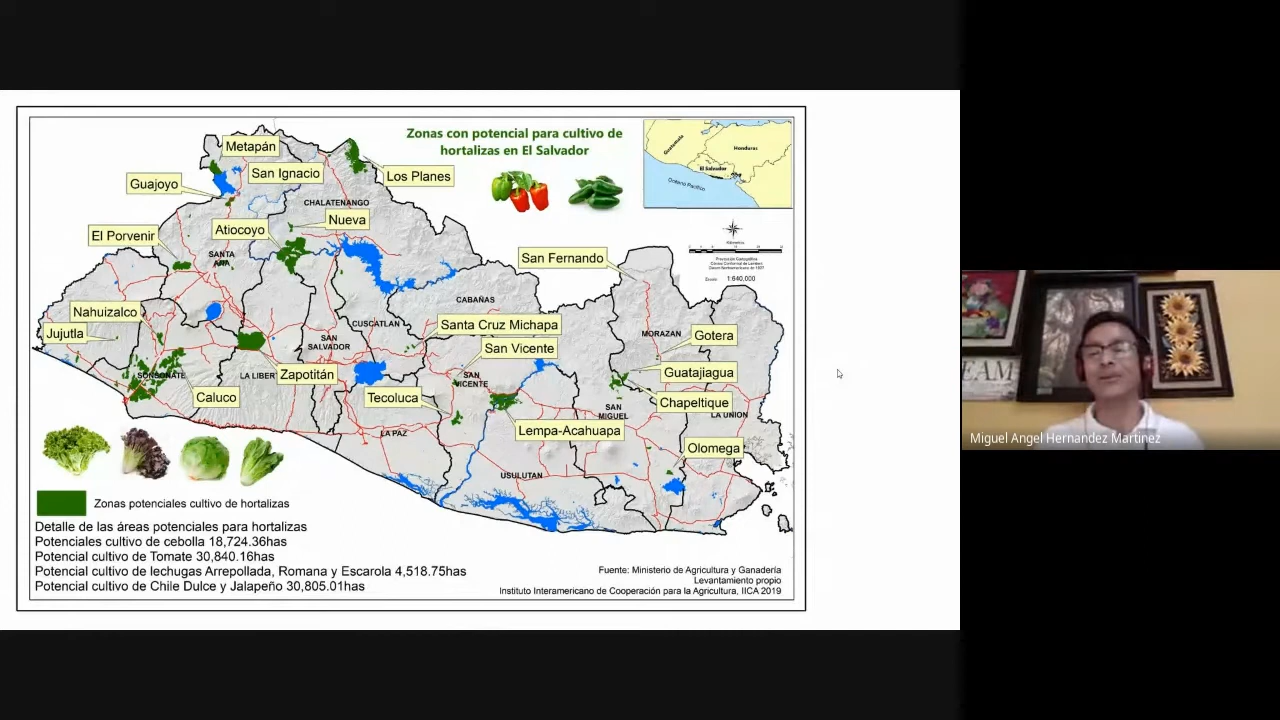 Zonas con potencial para cultivo de
hortalizas en El Salvador
Guatemala
Honduras
El Salvador
Océano Pacífico
Metapán
San Ignacio
Guajoyo
Los Planes
CHALATENANGO
Nueva
Atiocoyo
El Porvenir
SANTA
ANA
San Fernando
1:640,000
CABAÑAS
Nahuizalco
Jujutla
CUSCATLAN
Santa Cruz Michapa
SAN
SALVADOR
MORAZAN
Gotera
San Vicente
SONSONATE
LA LIBER
Zapotitán
SAN
VICENTE
Guatajiagua
Caluco
Tecoluca
Chapeltique
SAN
MIGUEL
LA UNION
LA PAZ
Lempa-Acahuapa
Olomega
USULUTAN
Zonas potenciales cultivo de hortalizas
Detalle de las áreas potenciales para hortalizas
Potenciales cultivo de cebolla 18,724.36has
Potencial cultivo de Tomate 30,840.16has
Potencial cultivo de lechugas Arrepollada, Romana y Escarola 4,518.75has
Potencial cultivo de Chile Dulce y Jalapeño 30,805.01has
Fuente: Ministerio de Agricultura y Ganadería
Levantamiento propio
Instituto Interamericano de Cooperación para la Agricultura, IICA 2019
EAM
Miguel Angel Hernandez Martinez